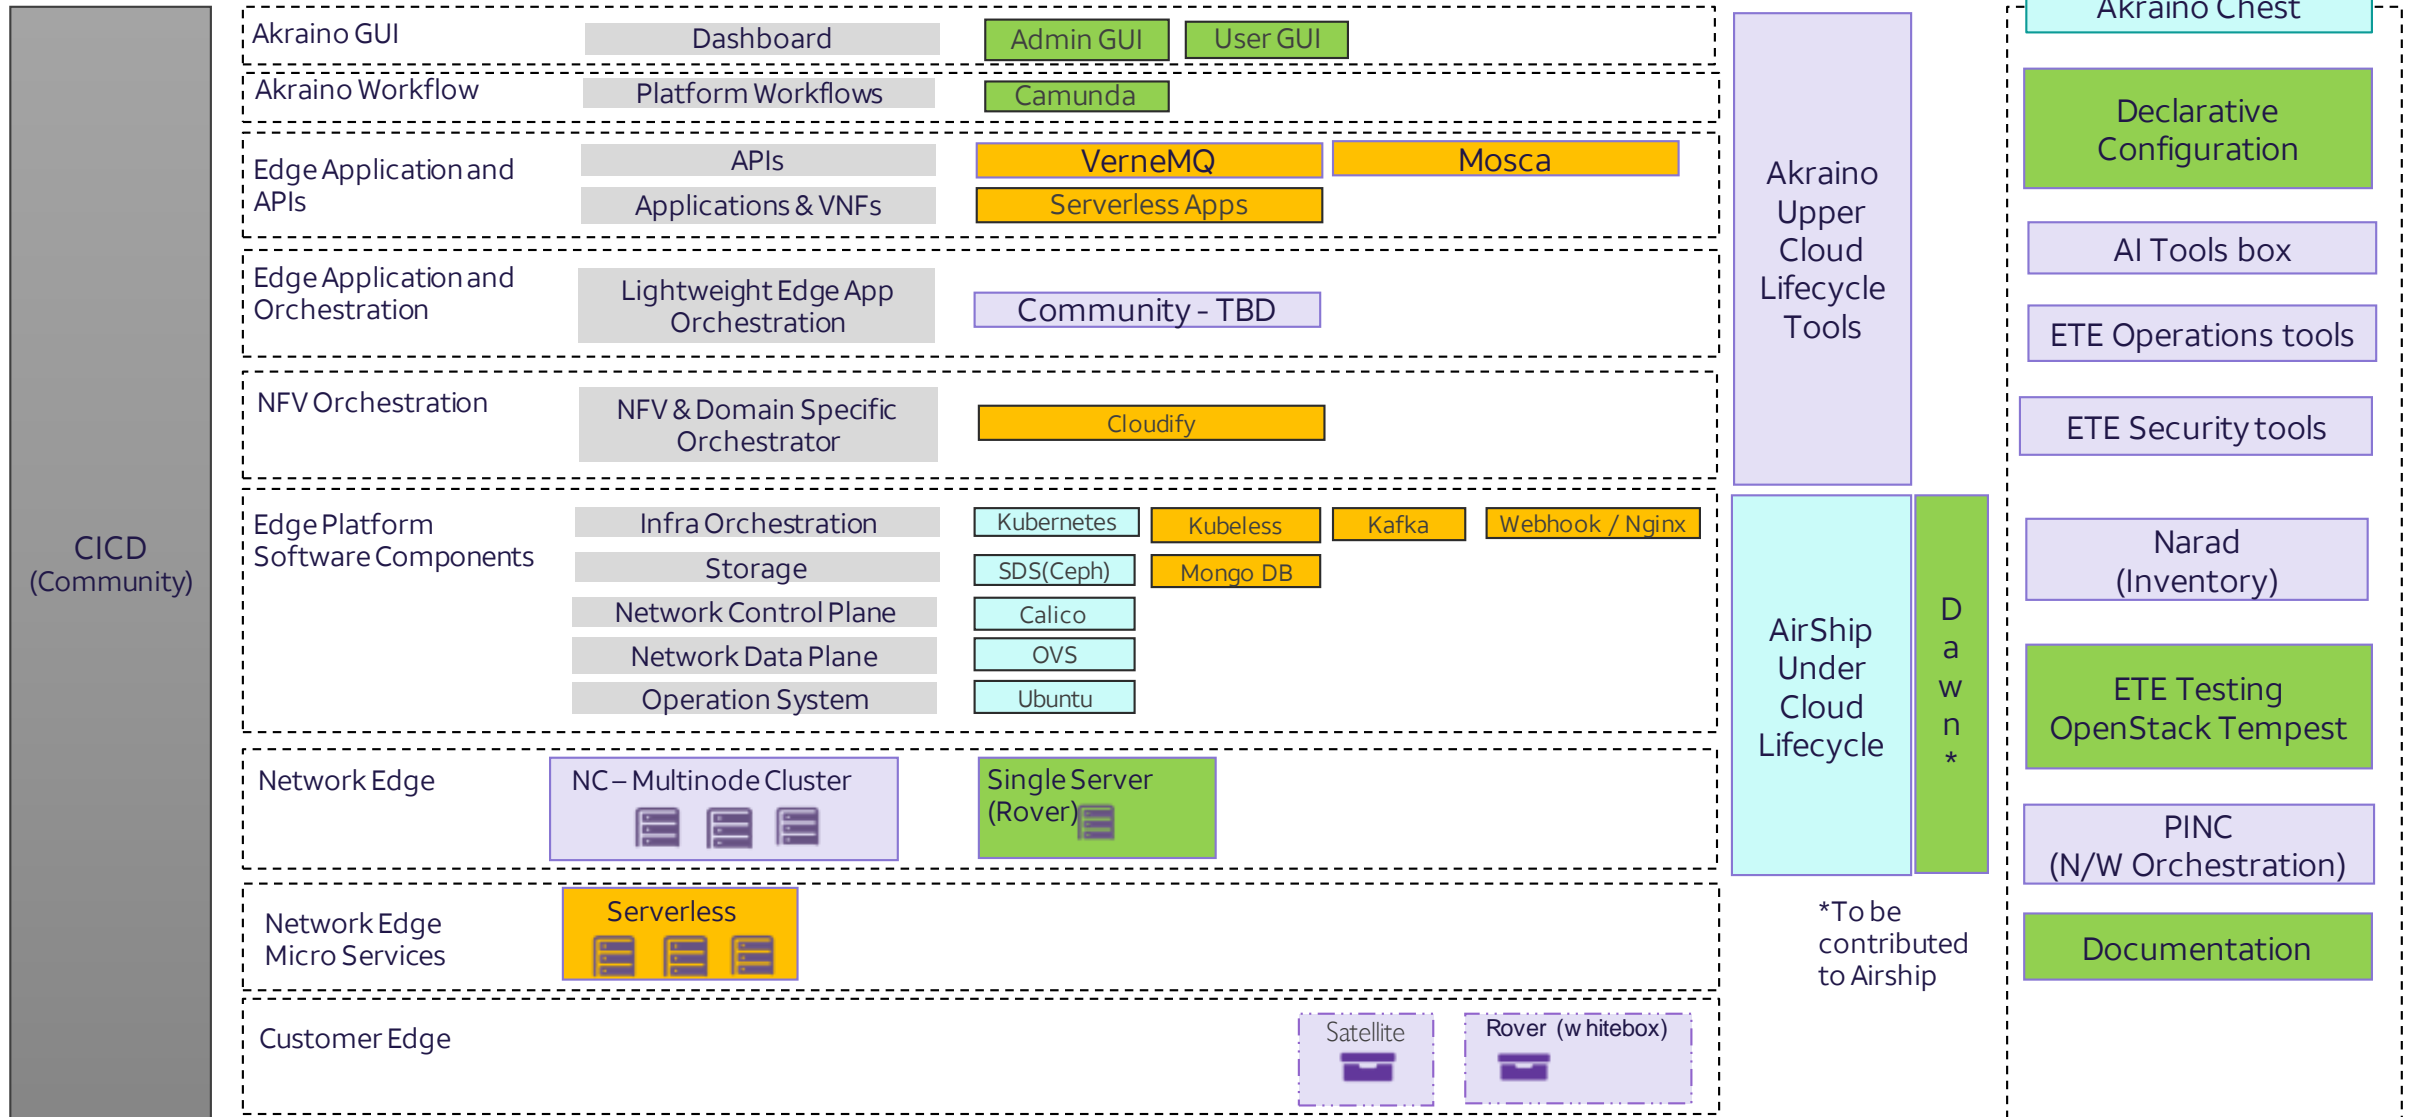 CICD
(Community)
Akraino GUI
Dashboard
Admin GUI
User GUI
Akraino Workflow
Platform Workflows
Camunda
Edge Application and
APIs
APIs
VerneMQ
Mosca
Applications & VNFs
Serverless Apps
Edge Application and
Orchestration
Lightweight Edge App
Orchestration
Community - TBD
NFV Orchestration
NFV & Domain Specific
Orchestrator
Cloudify
Edge Platform
Software Components
Infra Orchestration
Kubernetes
Kubeless
Kafka
Webhook / Nginx
Storage
SDS(Ceph)
Mongo DB
Network Control Plane
Calico
Network Data Plane
OVS
Operation System
Ubuntu
Network Edge
NC – Multinode Cluster
Single Server
(Rover)
Network Edge
Micro Services
Serverless
Customer Edge
Satellite
Rover (whitebox)
Akraino
Upper
Cloud
Lifecycle
Tools
AirShip
Under
Cloud
Lifecycle
D
a
w
n
*
*To be
contributed
to Airship
Akraino Chest
Declarative
Configuration
AI Tools box
ETE Operations tools
ETE Security tools
Narad
(Inventory)
ETE Testing
OpenStack Tempest
PINC
(N/W Orchestration)
Documentation